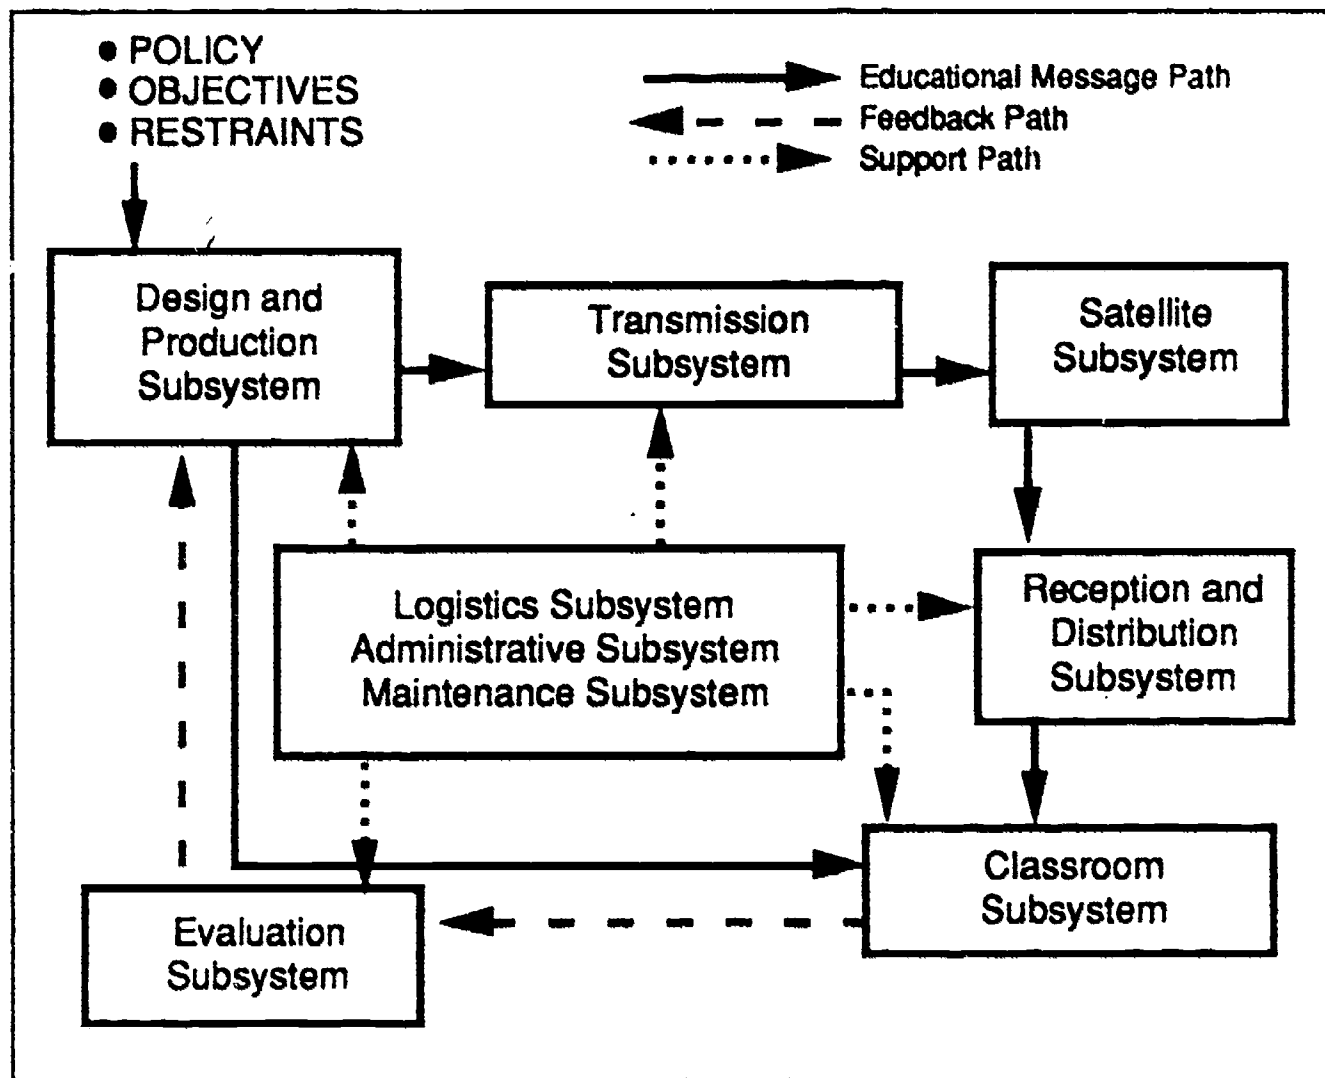 ● POLICY
● OBJECTIVES
● RESTRAINTS
Educational Message Path
Feedback Path
Support Path
Design and
Production
Subsystem
Transmission
Subsystem
Satellite
Subsystem
Logistics Subsystem
Administrative Subsystem
Maintenance Subsystem
Reception and
Distribution
Subsystem
Classroom
Subsystem
Evaluation
Subsystem